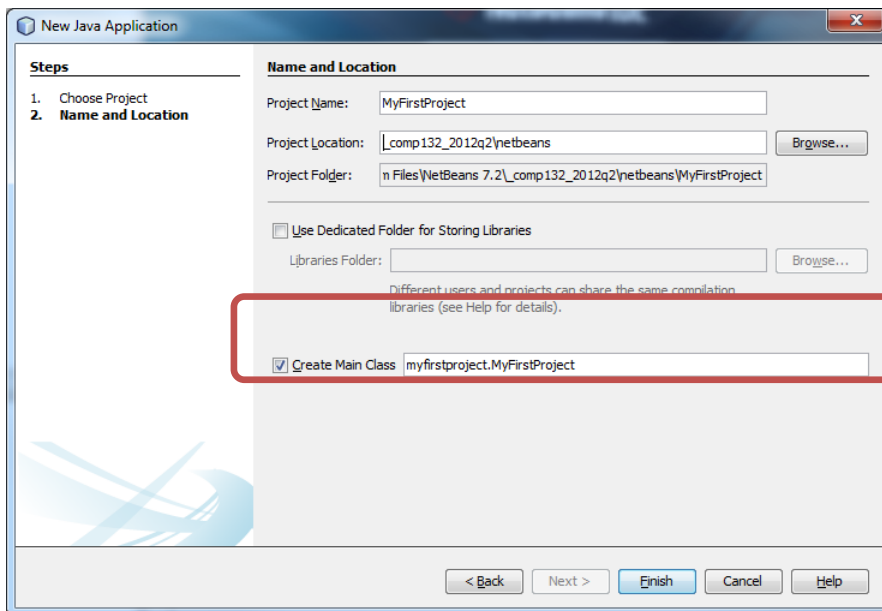 New Java Application
Steps
1. Choose Project
2. Name and Location
Name and Location
Project Name: MyFirstProject
Project Location: _comp132_2012q2\netbeans Browse...
Project Folder: n Files\NetBeans 7.2\_comp132_2012q2\netbeans\MyFirstProject
Use Dedicated Folder for Storing Libraries
Libraries Folder: Browse...
Different users and projects can share the same compilation
libraries (see Help for details).
Create Main Class myfirstproject.MyFirstProject
< Back Next > Finish Cancel Help